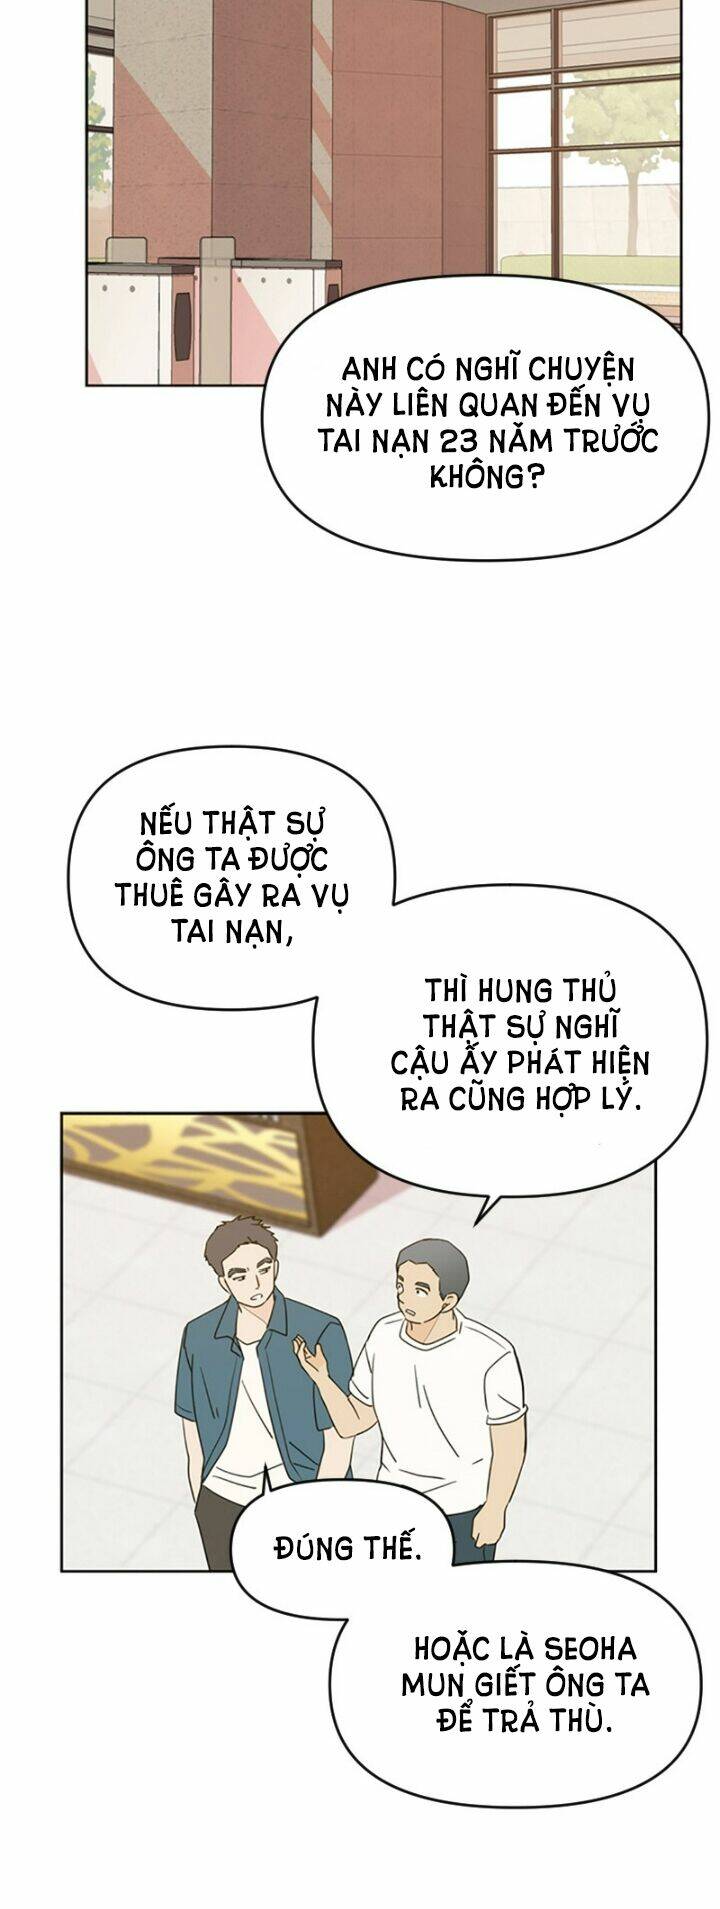 ANH CÓ NGHĨ CHUYỆN
NÀY LIÊN QUAN ĐẾN VỤ
TAI NẠN 23 NĂM TRƯỚC
KHÔNG?
NẾU THẬT SỰ
ÔNG TA ĐƯỢC
THUÊ GÂY RA VỤ
TAI NẠN,
THÌ HUNG THỦ
THẬT SỰ NGHĨ
CẬU ẤY PHÁT HIỆN
RA CŨNG HỢP LÝ.
ĐÚNG THẾ.
HOẶC LÀ SEOHA
MUN GIẾT ÔNG TA
ĐỂ TRẢ THÙ.